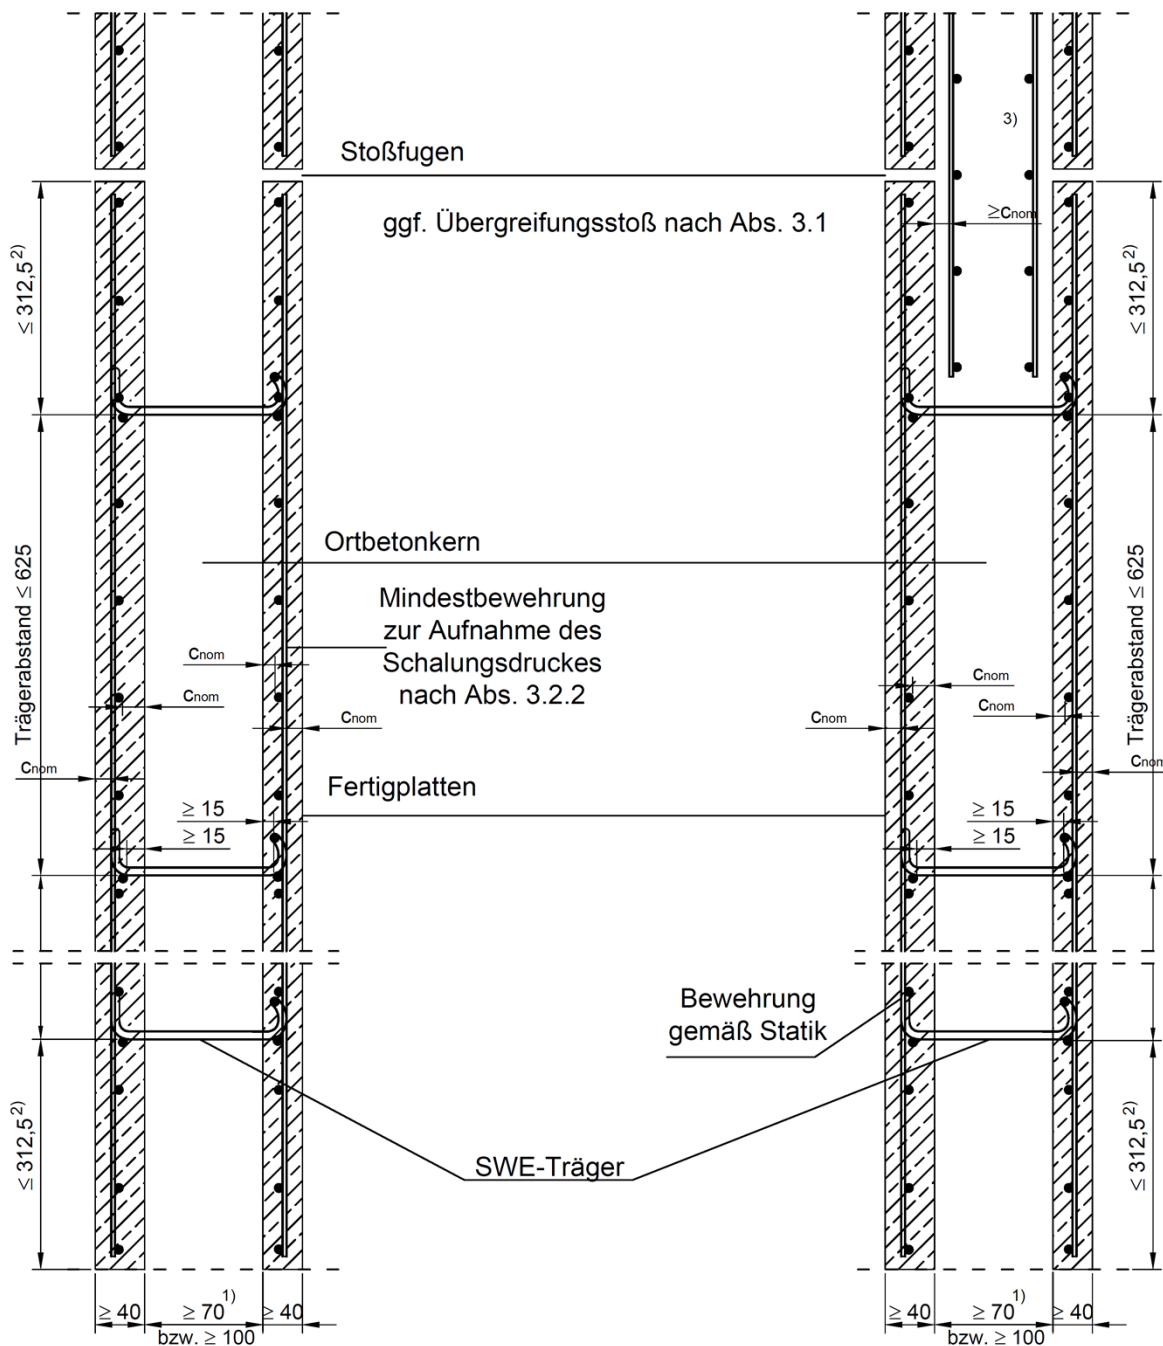 3)
Stoßfugen
≥cnom
ggf. Übergreifungsstoß nach Abs. 3.1
≤ 312,5²⁾
≤ 312,5²⁾
Ortbetonkern
Trägerabstand ≤ 625
Trägerabstand ≤ 625
Mindestbewehrung
zur Aufnahme des
Schalungsdruckes
nach Abs. 3.2.2
cnom
cnom
cnom
cnom
cnom
cnom
cnom
cnom
Fertigplatten
≥ 15
≥ 15
≥ 15
≥ 15
Bewehrung
gemäß Statik
≤ 312,5²⁾
≤ 312,5²⁾
SWE-Träger
≥ 40
≥ 70¹⁾
≥ 40
bzw. ≥ 100
≥ 40
≥ 70¹⁾
≥ 40
bzw. ≥ 100